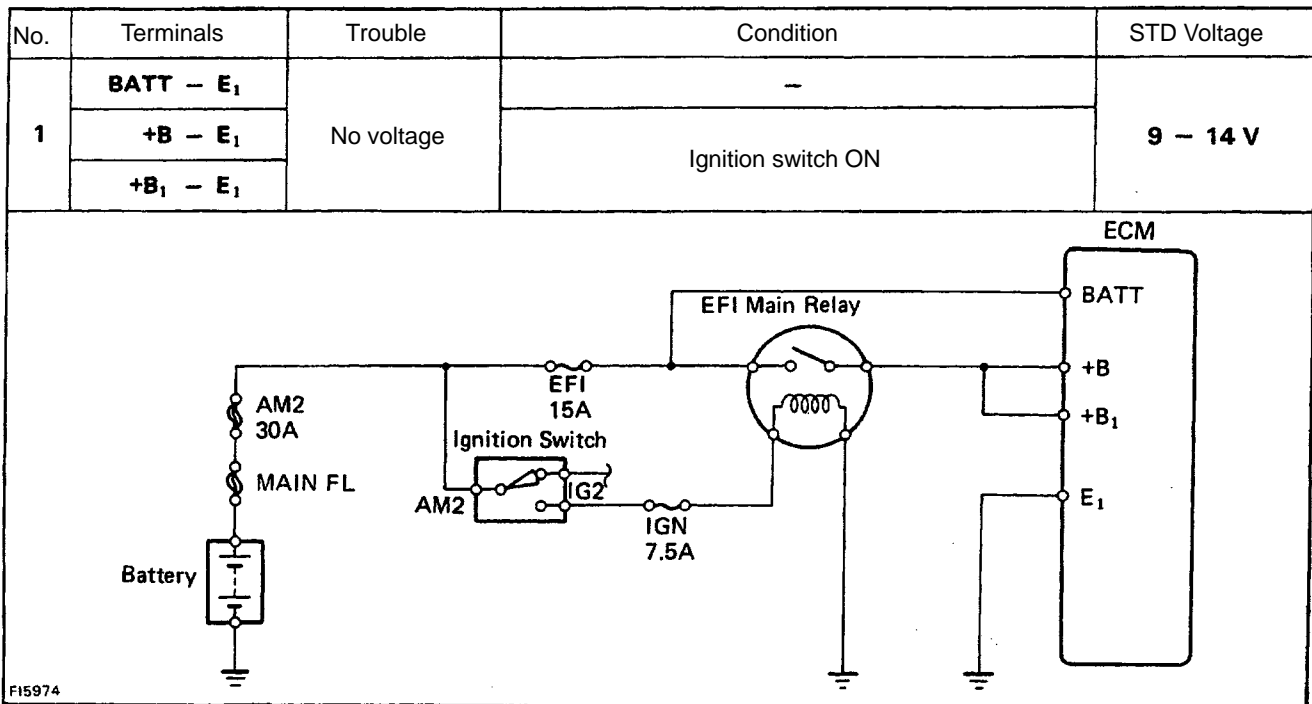 No. Terminals Trouble Condition STD Voltage
1
BATT – E₁
+B – E₁
+B₁ – E₁
No voltage
–
Ignition switch ON
9 – 14 V
ECM
BATT
EFI Main Relay
+B
EFI
15A
AM2
30A
+B₁
Ignition Switch
MAIN FL
AM2
IG2
E₁
IGN
7.5A
Battery
FI5974